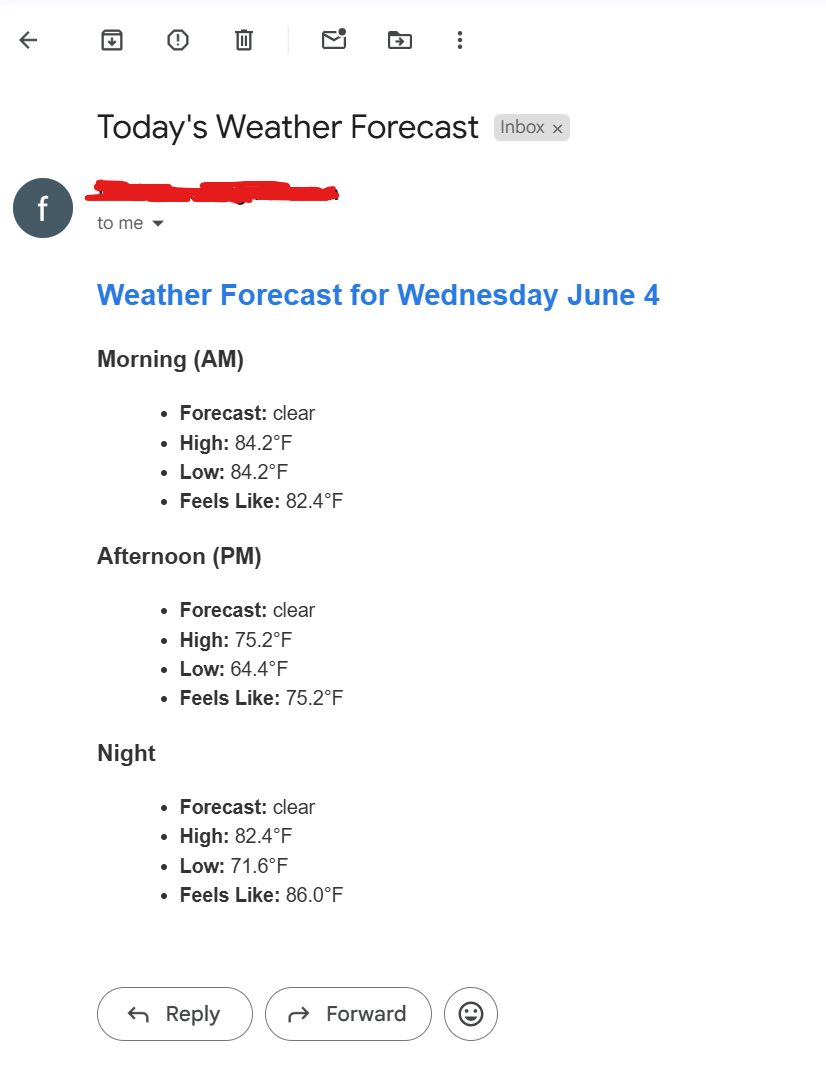 Today's Weather Forecast Inbox x
f
to me
Weather Forecast for Wednesday June 4
Morning (AM)
• Forecast: clear
• High: 84.2°F
• Low: 84.2°F
• Feels Like: 82.4°F
Afternoon (PM)
• Forecast: clear
• High: 75.2°F
• Low: 64.4°F
• Feels Like: 75.2°F
Night
• Forecast: clear
• High: 82.4°F
• Low: 71.6°F
• Feels Like: 86.0°F
Reply Forward